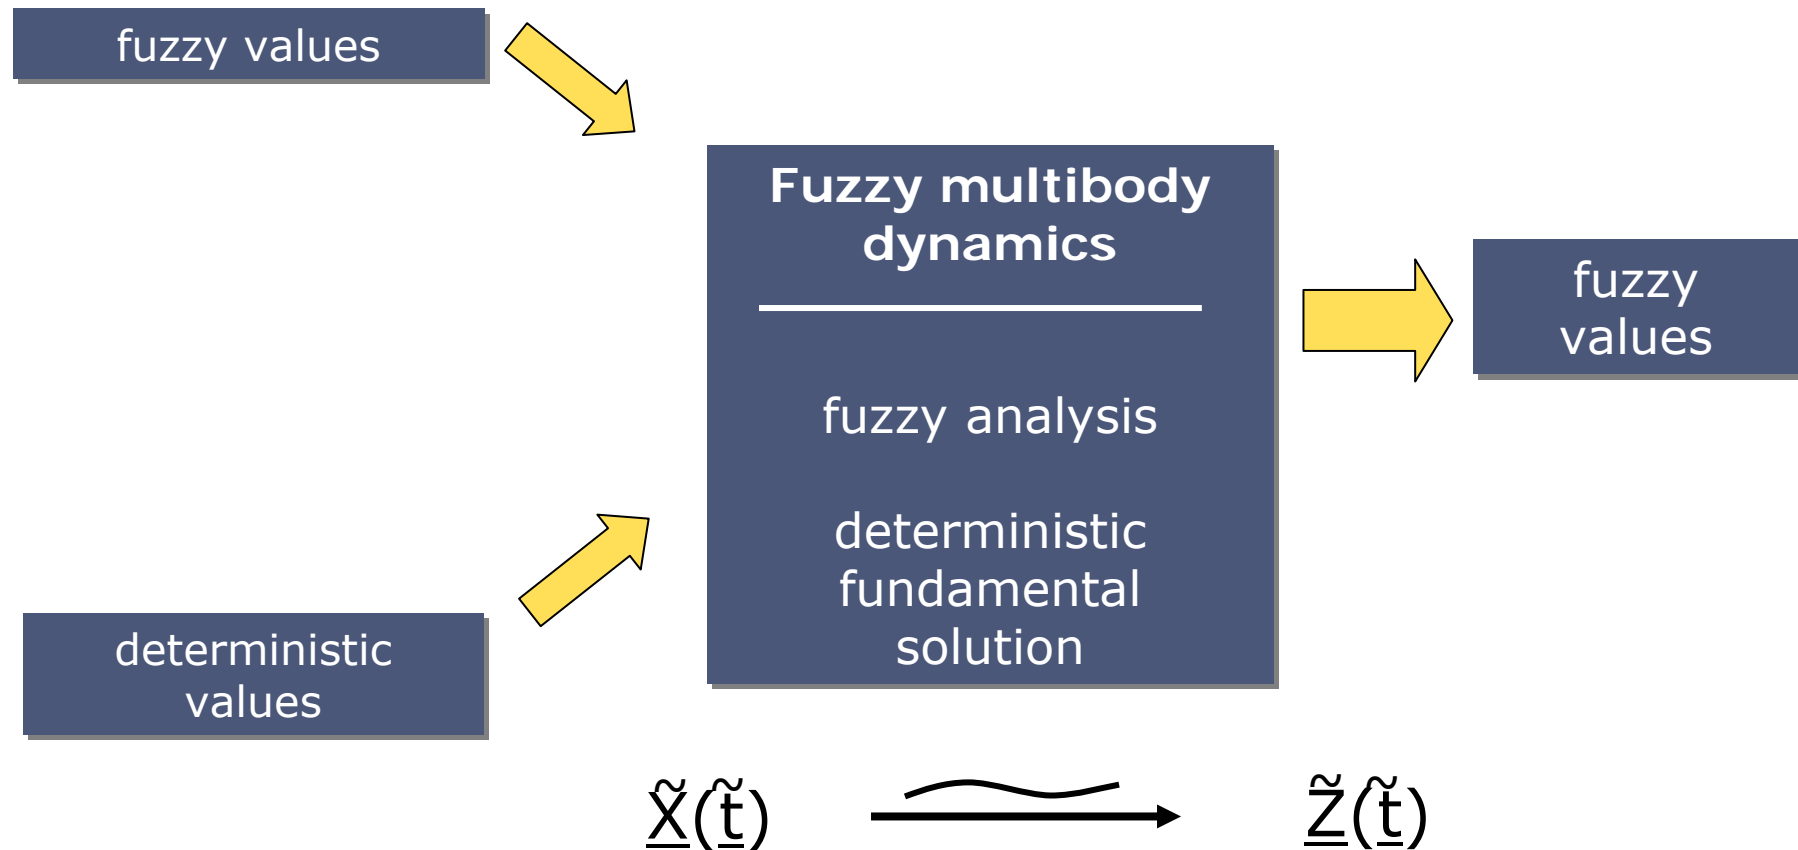 fuzzy values
Fuzzy multibody
dynamics
fuzzy analysis
deterministic
fundamental
solution
fuzzy
values
deterministic
values
X̲̃(t̲̃) Z̲̃(t̲̃)